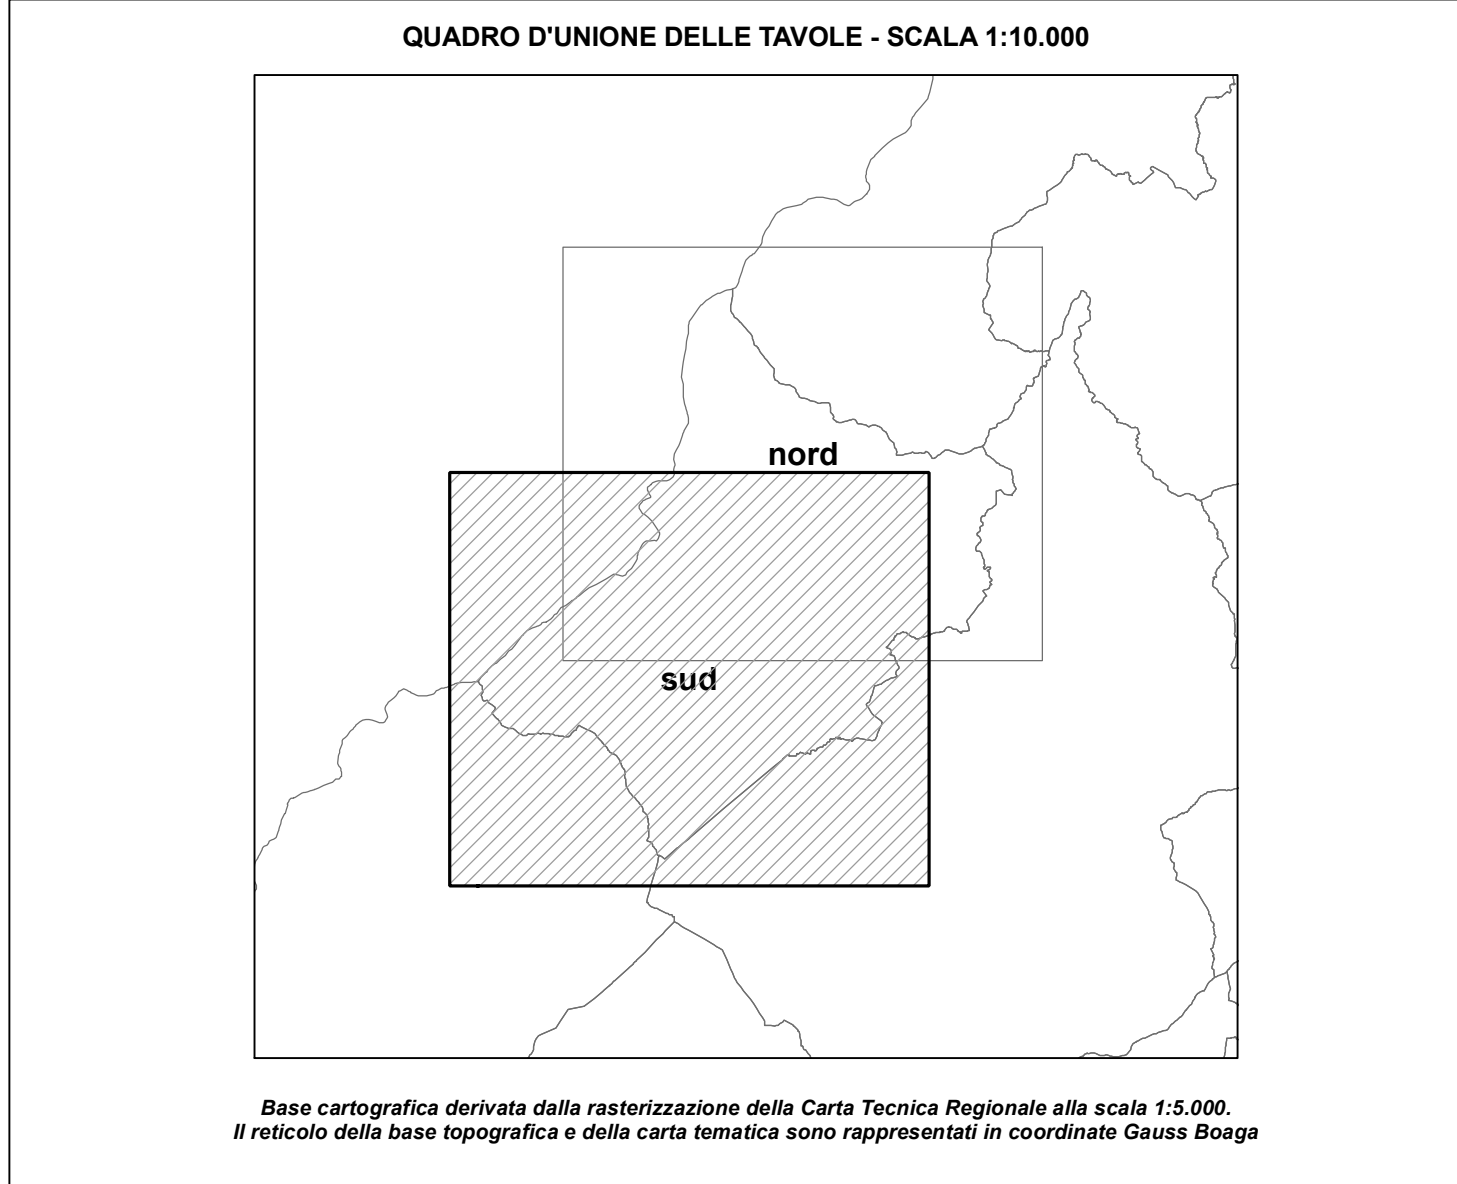 QUADRO D'UNIONE DELLE TAVOLE - SCALA 1:10.000
nord
sud
Base cartografica derivata dalla rasterizzazione della Carta Tecnica Regionale alla scala 1:5.000.
Il reticolo della base topografica e della carta tematica sono rappresentati in coordinate Gauss Boaga